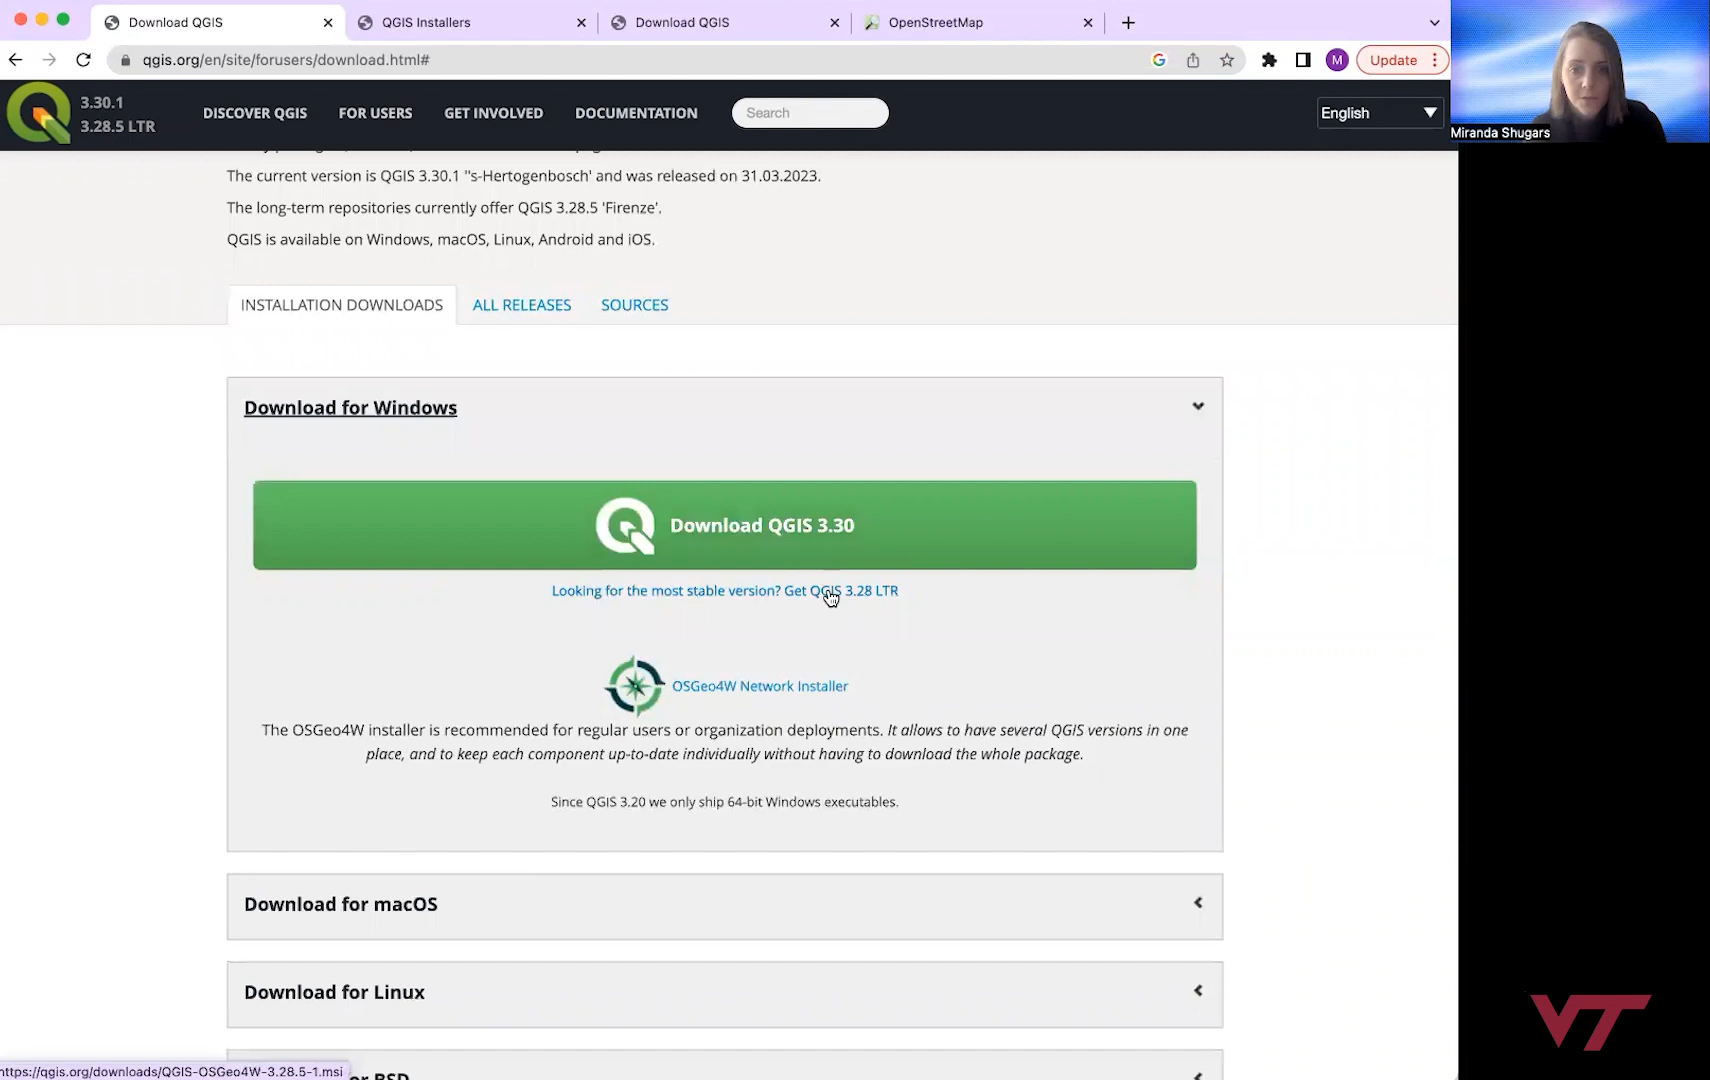 Download QGIS
QGIS Installers
Download QGIS
OpenStreetMap
qgis.org/en/site/forusers/download.html#
M
Update
3.30.1
3.28.5 LTR
DISCOVER QGIS
FOR USERS
GET INVOLVED
DOCUMENTATION
Search
English
Miranda Shugars
The current version is QGIS 3.30.1 ''s-Hertogenbosch' and was released on 31.03.2023.
The long-term repositories currently offer QGIS 3.28.5 'Firenze'.
QGIS is available on Windows, macOS, Linux, Android and iOS.
INSTALLATION DOWNLOADS
ALL RELEASES
SOURCES
Download for Windows
Download QGIS 3.30
Looking for the most stable version? Get QGIS 3.28 LTR
OSGeo4W Network Installer
The OSGeo4W installer is recommended for regular users or organization deployments. It allows to have several QGIS versions in one
place, and to keep each component up-to-date individually without having to download the whole package.
Since QGIS 3.20 we only ship 64-bit Windows executables.
Download for macOS
Download for Linux
https://qgis.org/downloads/QGIS-OSGeo4W-3.28.5-1.msi
VT